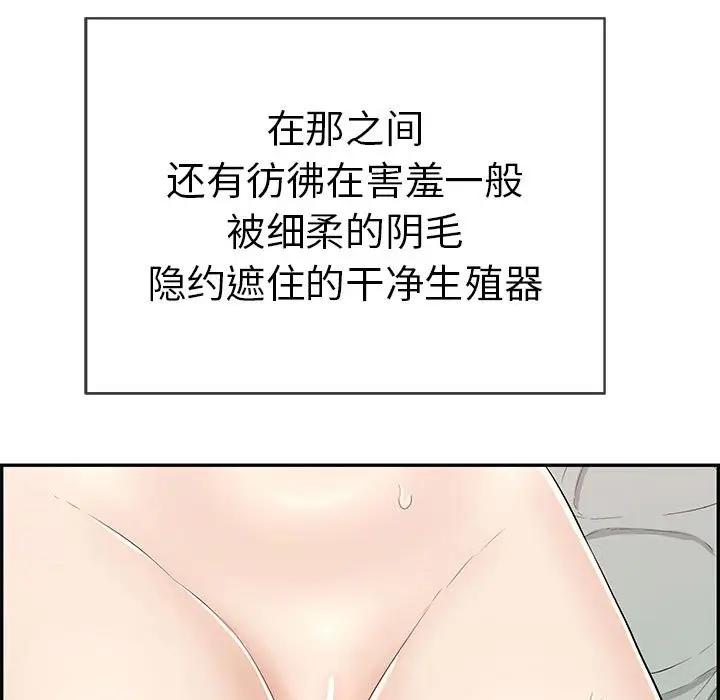 在那之间
还有彷彿在害羞一般
被细柔的阴毛
隐约遮住的干净生殖器